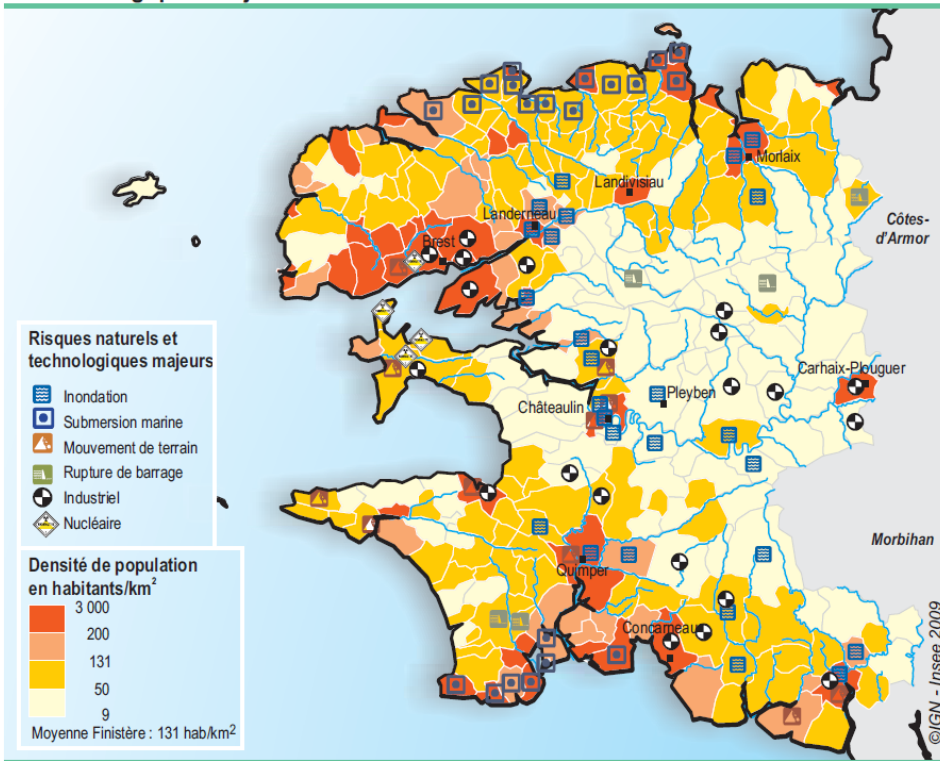 Morlaix
Landivisiau
Landerneau
Brest
Côtes-
d'Armor
Risques naturels et
technologiques majeurs
Inondation
Submersion marine
Mouvement de terrain
Rupture de barrage
Industriel
Nucléaire
Carhaix-Plouguer
Pleyben
Châteaulin
Morbihan
Quimper
Concarneau
Densité de population
en habitants/km²
3 000
200
131
50
9
Moyenne Finistère : 131 hab/km²
©IGN - Insee 2009